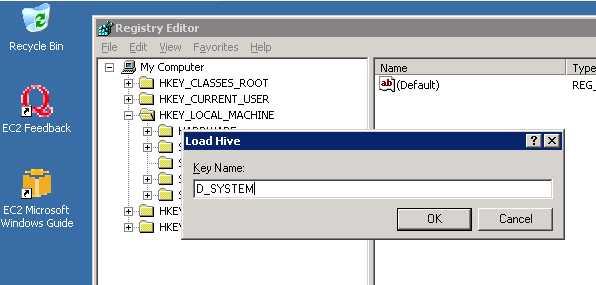 Recycle Bin
EC2 Feedback
EC2 Microsoft
Windows Guide
Registry Editor
File Edit View Favorites Help
My Computer
HKEY_CLASSES_ROOT
HKEY_CURRENT_USER
HKEY_LOCAL_MACHINE
HARDWARE
S
S
S
S
HKEY
HKEY
Name Type
ab (Default) REG_
Load Hive
Key Name:
D_SYSTEM
OK Cancel